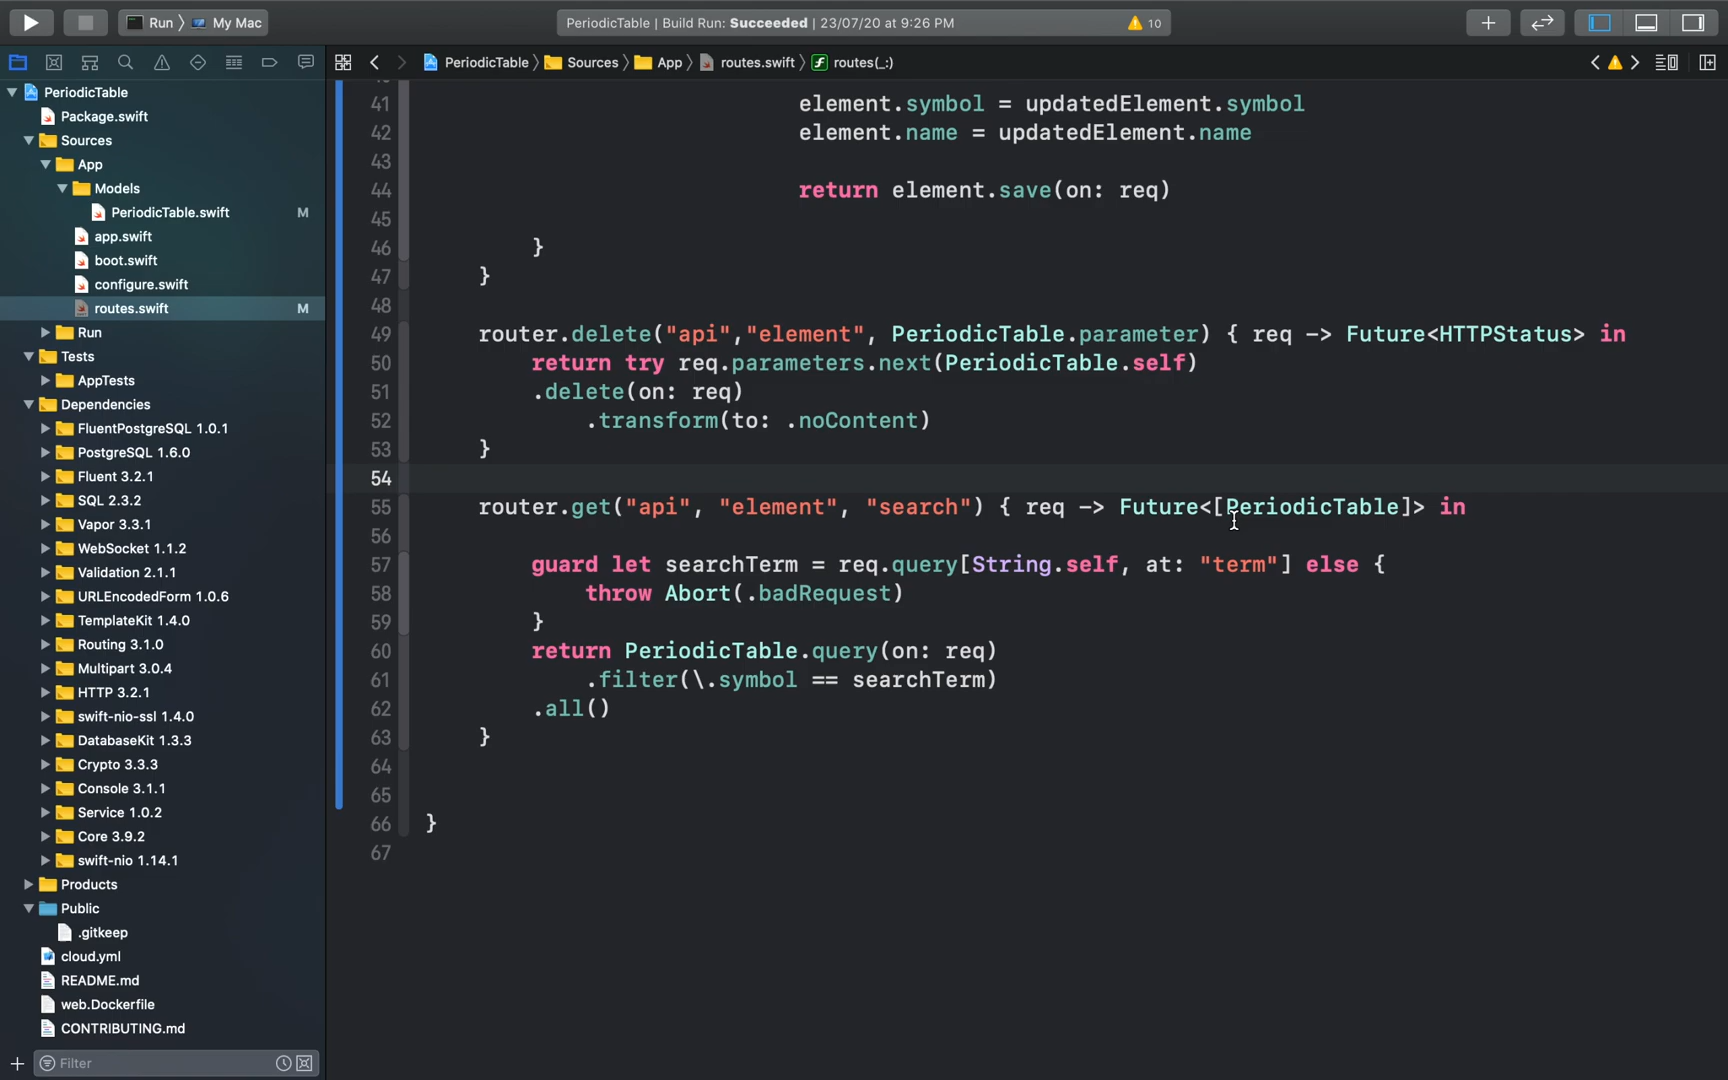 Run 〉 My Mac
PeriodicTable | Build Run: Succeeded | 23/07/20 at 9:26 PM
10
PeriodicTable 〉 Sources 〉 App 〉 routes.swift 〉 f routes(_:)
PeriodicTable
Package.swift
Sources
App
Models
PeriodicTable.swift M
app.swift
boot.swift
configure.swift
routes.swift M
Run
Tests
AppTests
Dependencies
FluentPostgreSQL 1.0.1
PostgreSQL 1.6.0
Fluent 3.2.1
SQL 2.3.2
Vapor 3.3.1
WebSocket 1.1.2
Validation 2.1.1
URLEncodedForm 1.0.6
TemplateKit 1.4.0
Routing 3.1.0
Multipart 3.0.4
HTTP 3.2.1
swift-nio-ssl 1.4.0
DatabaseKit 1.3.3
Crypto 3.3.3
Console 3.1.1
Service 1.0.2
Core 3.9.2
swift-nio 1.14.1
Products
Public
.gitkeep
cloud.yml
README.md
web.Dockerfile
CONTRIBUTING.md
Filter
41 element.symbol = updatedElement.symbol
42 element.name = updatedElement.name
43
44 return element.save(on: req)
45
46 }
47 }
48
49 router.delete("api","element", PeriodicTable.parameter) { req -> Future<HTTPStatus> in
50 return try req.parameters.next(PeriodicTable.self)
51 .delete(on: req)
52 .transform(to: .noContent)
53 }
54
55 router.get("api", "element", "search") { req -> Future<[PeriodicTable]> in
56
57 guard let searchTerm = req.query[String.self, at: "term"] else {
58 throw Abort(.badRequest)
59 }
60 return PeriodicTable.query(on: req)
61 .filter(\.symbol == searchTerm)
62 .all()
63 }
64
65
66 }
67